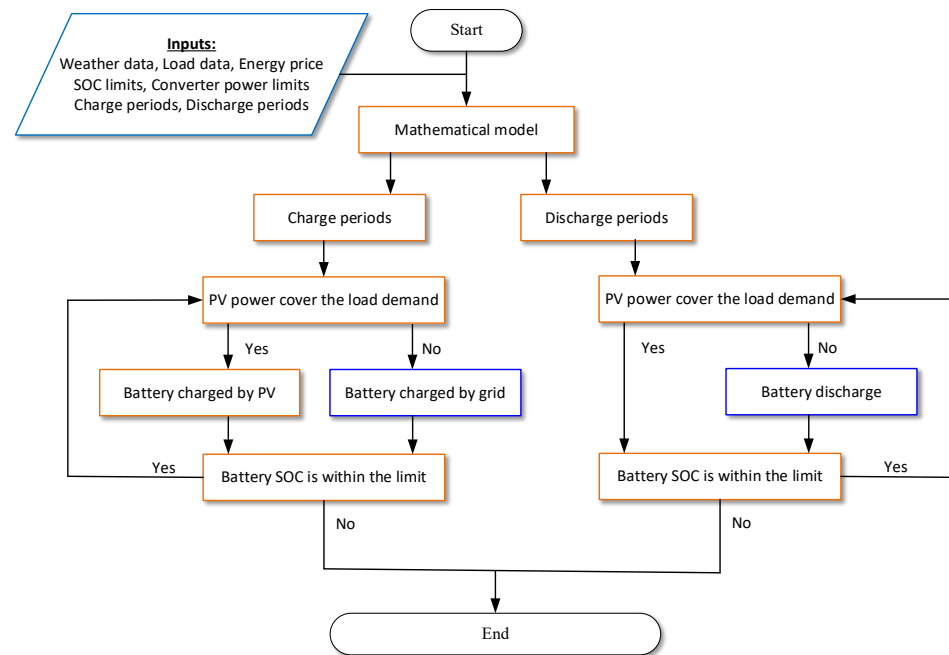 Start
Inputs:
Weather data, Load data, Energy price
SOC limits, Converter power limits
Charge periods, Discharge periods
Mathematical model
Charge periods
Discharge periods
PV power cover the load demand
PV power cover the load demand
Yes
No
Yes
No
Battery charged by PV
Battery charged by grid
Battery discharge
Yes
Battery SOC is within the limit
Battery SOC is within the limit
Yes
No
No
End